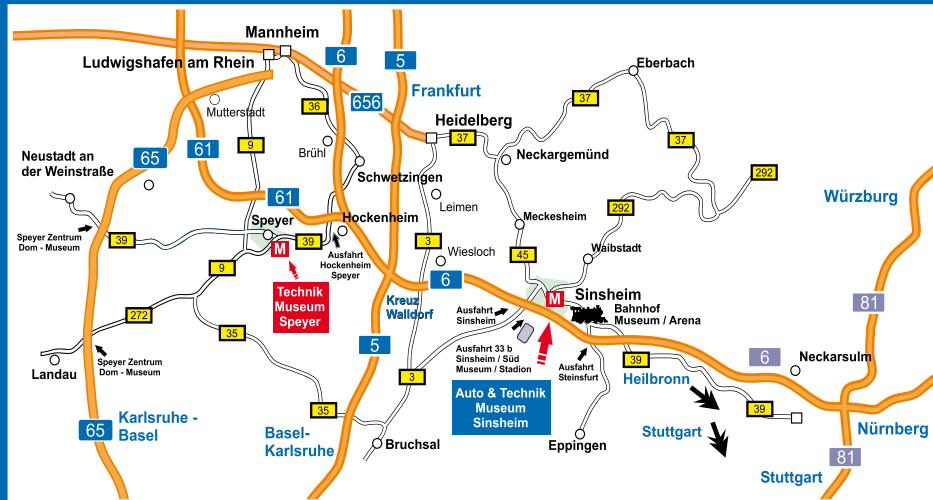 Mannheim
6
5
Ludwigshafen am Rhein
Eberbach
Frankfurt
656
37
36
Mutterstadt
Heidelberg
37
37
9
Brühl
61
65
Neckargemünd
Neustadt an
der Weinstraße
Schwetzingen
292
61
Leimen
292
Würzburg
Speyer
Hockenheim
Meckesheim
Speyer Zentrum
Dom - Museum
39
M
39
3
Wiesloch
45
Waibstadt
Ausfahrt
Hockenheim
Speyer
9
6
Technik
Museum
Speyer
Kreuz
Walldorf
M
Sinsheim
81
Ausfahrt
Sinsheim
Bahnhof
Museum / Arena
272
35
5
Ausfahrt 33 b
Sinsheim / Süd
Museum / Stadion
Speyer Zentrum
Dom - Museum
Landau
39
6
Neckarsulm
Ausfahrt
Steinsfurt
3
Heilbronn
Auto & Technik
Museum
Sinsheim
35
39
Karlsruhe -
Basel
65
Basel-
Karlsruhe
Bruchsal
Eppingen
Stuttgart
Nürnberg
81
Stuttgart